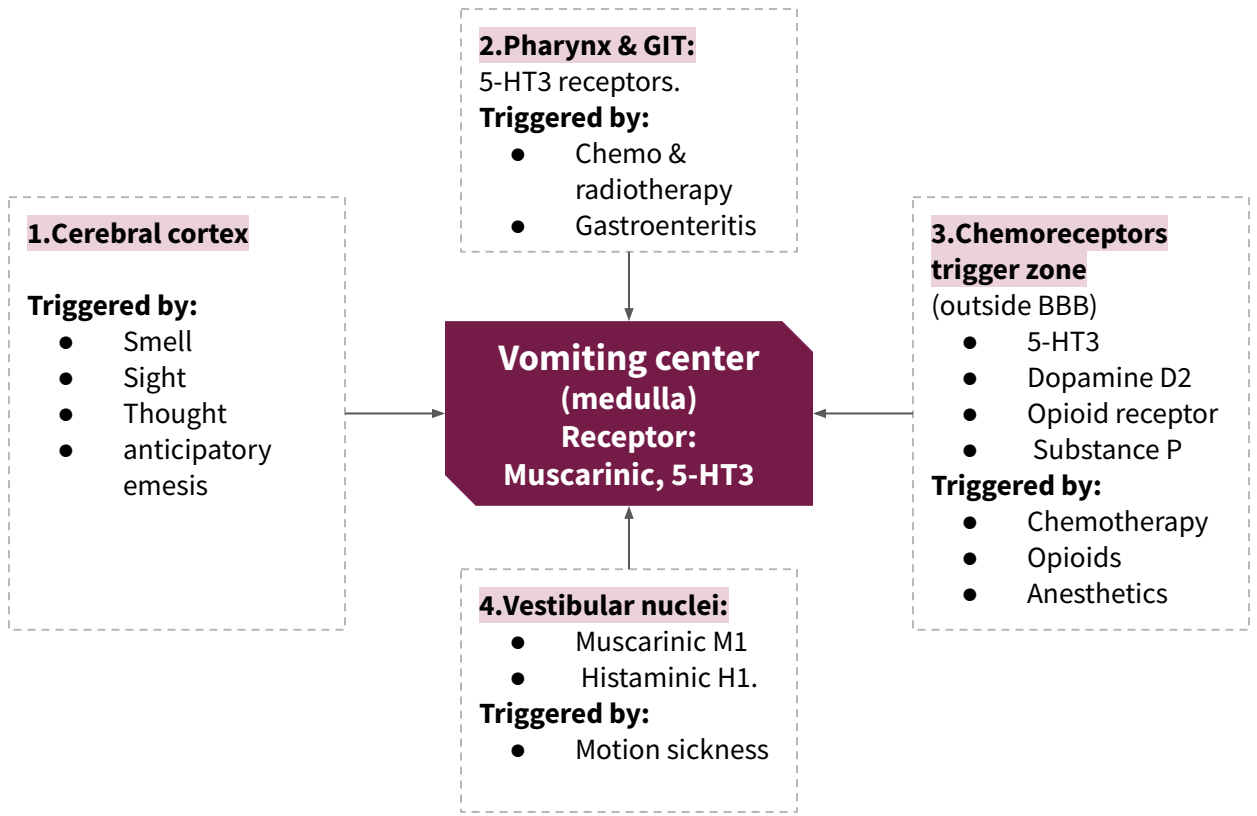 1.Cerebral cortex
Triggered by:
● Smell
● Sight
● Thought
● anticipatory
emesis
2.Pharynx & GIT:
5-HT3 receptors.
Triggered by:
● Chemo &
radiotherapy
● Gastroenteritis
Vomiting center
(medulla)
Receptor:
Muscarinic, 5-HT3
3.Chemoreceptors
trigger zone
(outside BBB)
● 5-HT3
● Dopamine D2
● Opioid receptor
● Substance P
Triggered by:
● Chemotherapy
● Opioids
● Anesthetics
4.Vestibular nuclei:
● Muscarinic M1
● Histaminic H1.
Triggered by:
● Motion sickness